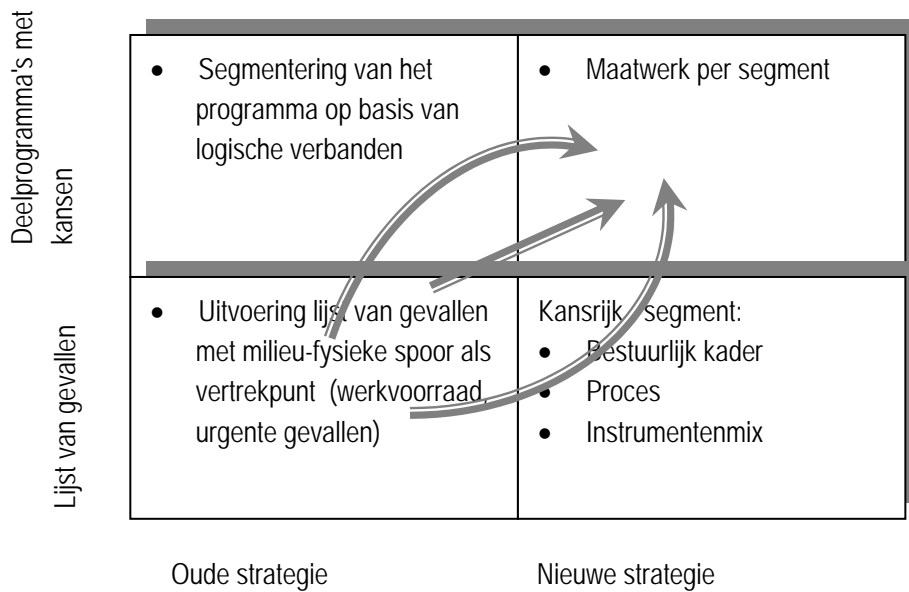 Deelprogramma's met
kansen
• Segmentering van het
programma op basis van
logische verbanden
• Maatwerk per segment
Lijst van gevallen
• Uitvoering lijst van gevallen
met milieu-fysieke spoor als
vertrekpunt (werkvoorraad,
urgente gevallen)
Kansrijk segment:
• Bestuurlijk kader
• Proces
• Instrumentenmix
Oude strategie
Nieuwe strategie